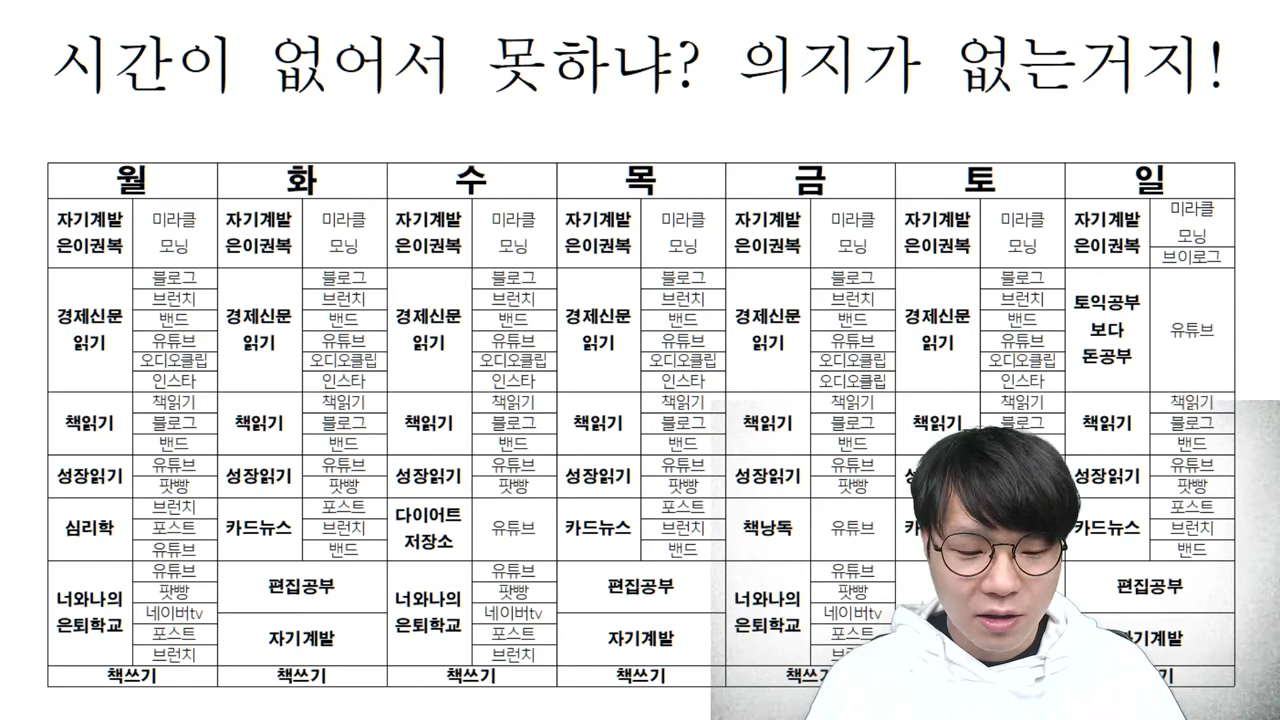 시간이 없어서 못하냐? 의지가 없는거지!
월 화 수 목 금 토 일
자기계발 은이권복 미라클 모닝
자기계발 은이권복 미라클 모닝
자기계발 은이권복 미라클 모닝
자기계발 은이권복 미라클 모닝
자기계발 은이권복 미라클 모닝
자기계발 은이권복 미라클 모닝
자기계발 은이권복 미라클 모닝 브이로그
경제신문 읽기 블로그 브런치 밴드 유튜브 오디오클립 인스타
경제신문 읽기 블로그 브런치 밴드 유튜브 오디오클립 인스타
경제신문 읽기 블로그 브런치 밴드 유튜브 오디오클립 인스타
경제신문 읽기 블로그 브런치 밴드 유튜브 오디오클립 인스타
경제신문 읽기 블로그 브런치 밴드 유튜브 오디오클립 오디오클립
경제신문 읽기 블로그 브런치 밴드 유튜브 오디오클립 인스타
토익공부 보다 돈공부 유튜브
책읽기 책읽기 블로그 밴드
책읽기 책읽기 블로그 밴드
책읽기 책읽기 블로그 밴드
책읽기 책읽기 블로그 밴드
책읽기 책읽기 블로그 밴드
책읽기 책읽기 블로그
책읽기 책읽기 블로그 밴드
성장읽기 유튜브 팟빵
성장읽기 유튜브 팟빵
성장읽기 유튜브 팟빵
성장읽기 유튜브 팟빵
성장읽기 유튜브 팟빵
성장읽기 유튜브 팟빵
심리학 브런치 포스트 유튜브
카드뉴스 포스트 브런치 밴드
다이어트 저장소 유튜브
카드뉴스 포스트 브런치 밴드
책낭독 유튜브
카드뉴스 포스트 브런치 밴드
너와나의 은퇴학교 유튜브 팟빵 네이버tv 포스트 브런치
편집공부
자기계발
너와나의 은퇴학교 유튜브 팟빵 네이버tv 포스트 브런치
편집공부
자기계발
너와나의 은퇴학교 유튜브 팟빵 네이버tv 포스트
편집공부
책쓰기 책쓰기 책쓰기 책쓰기